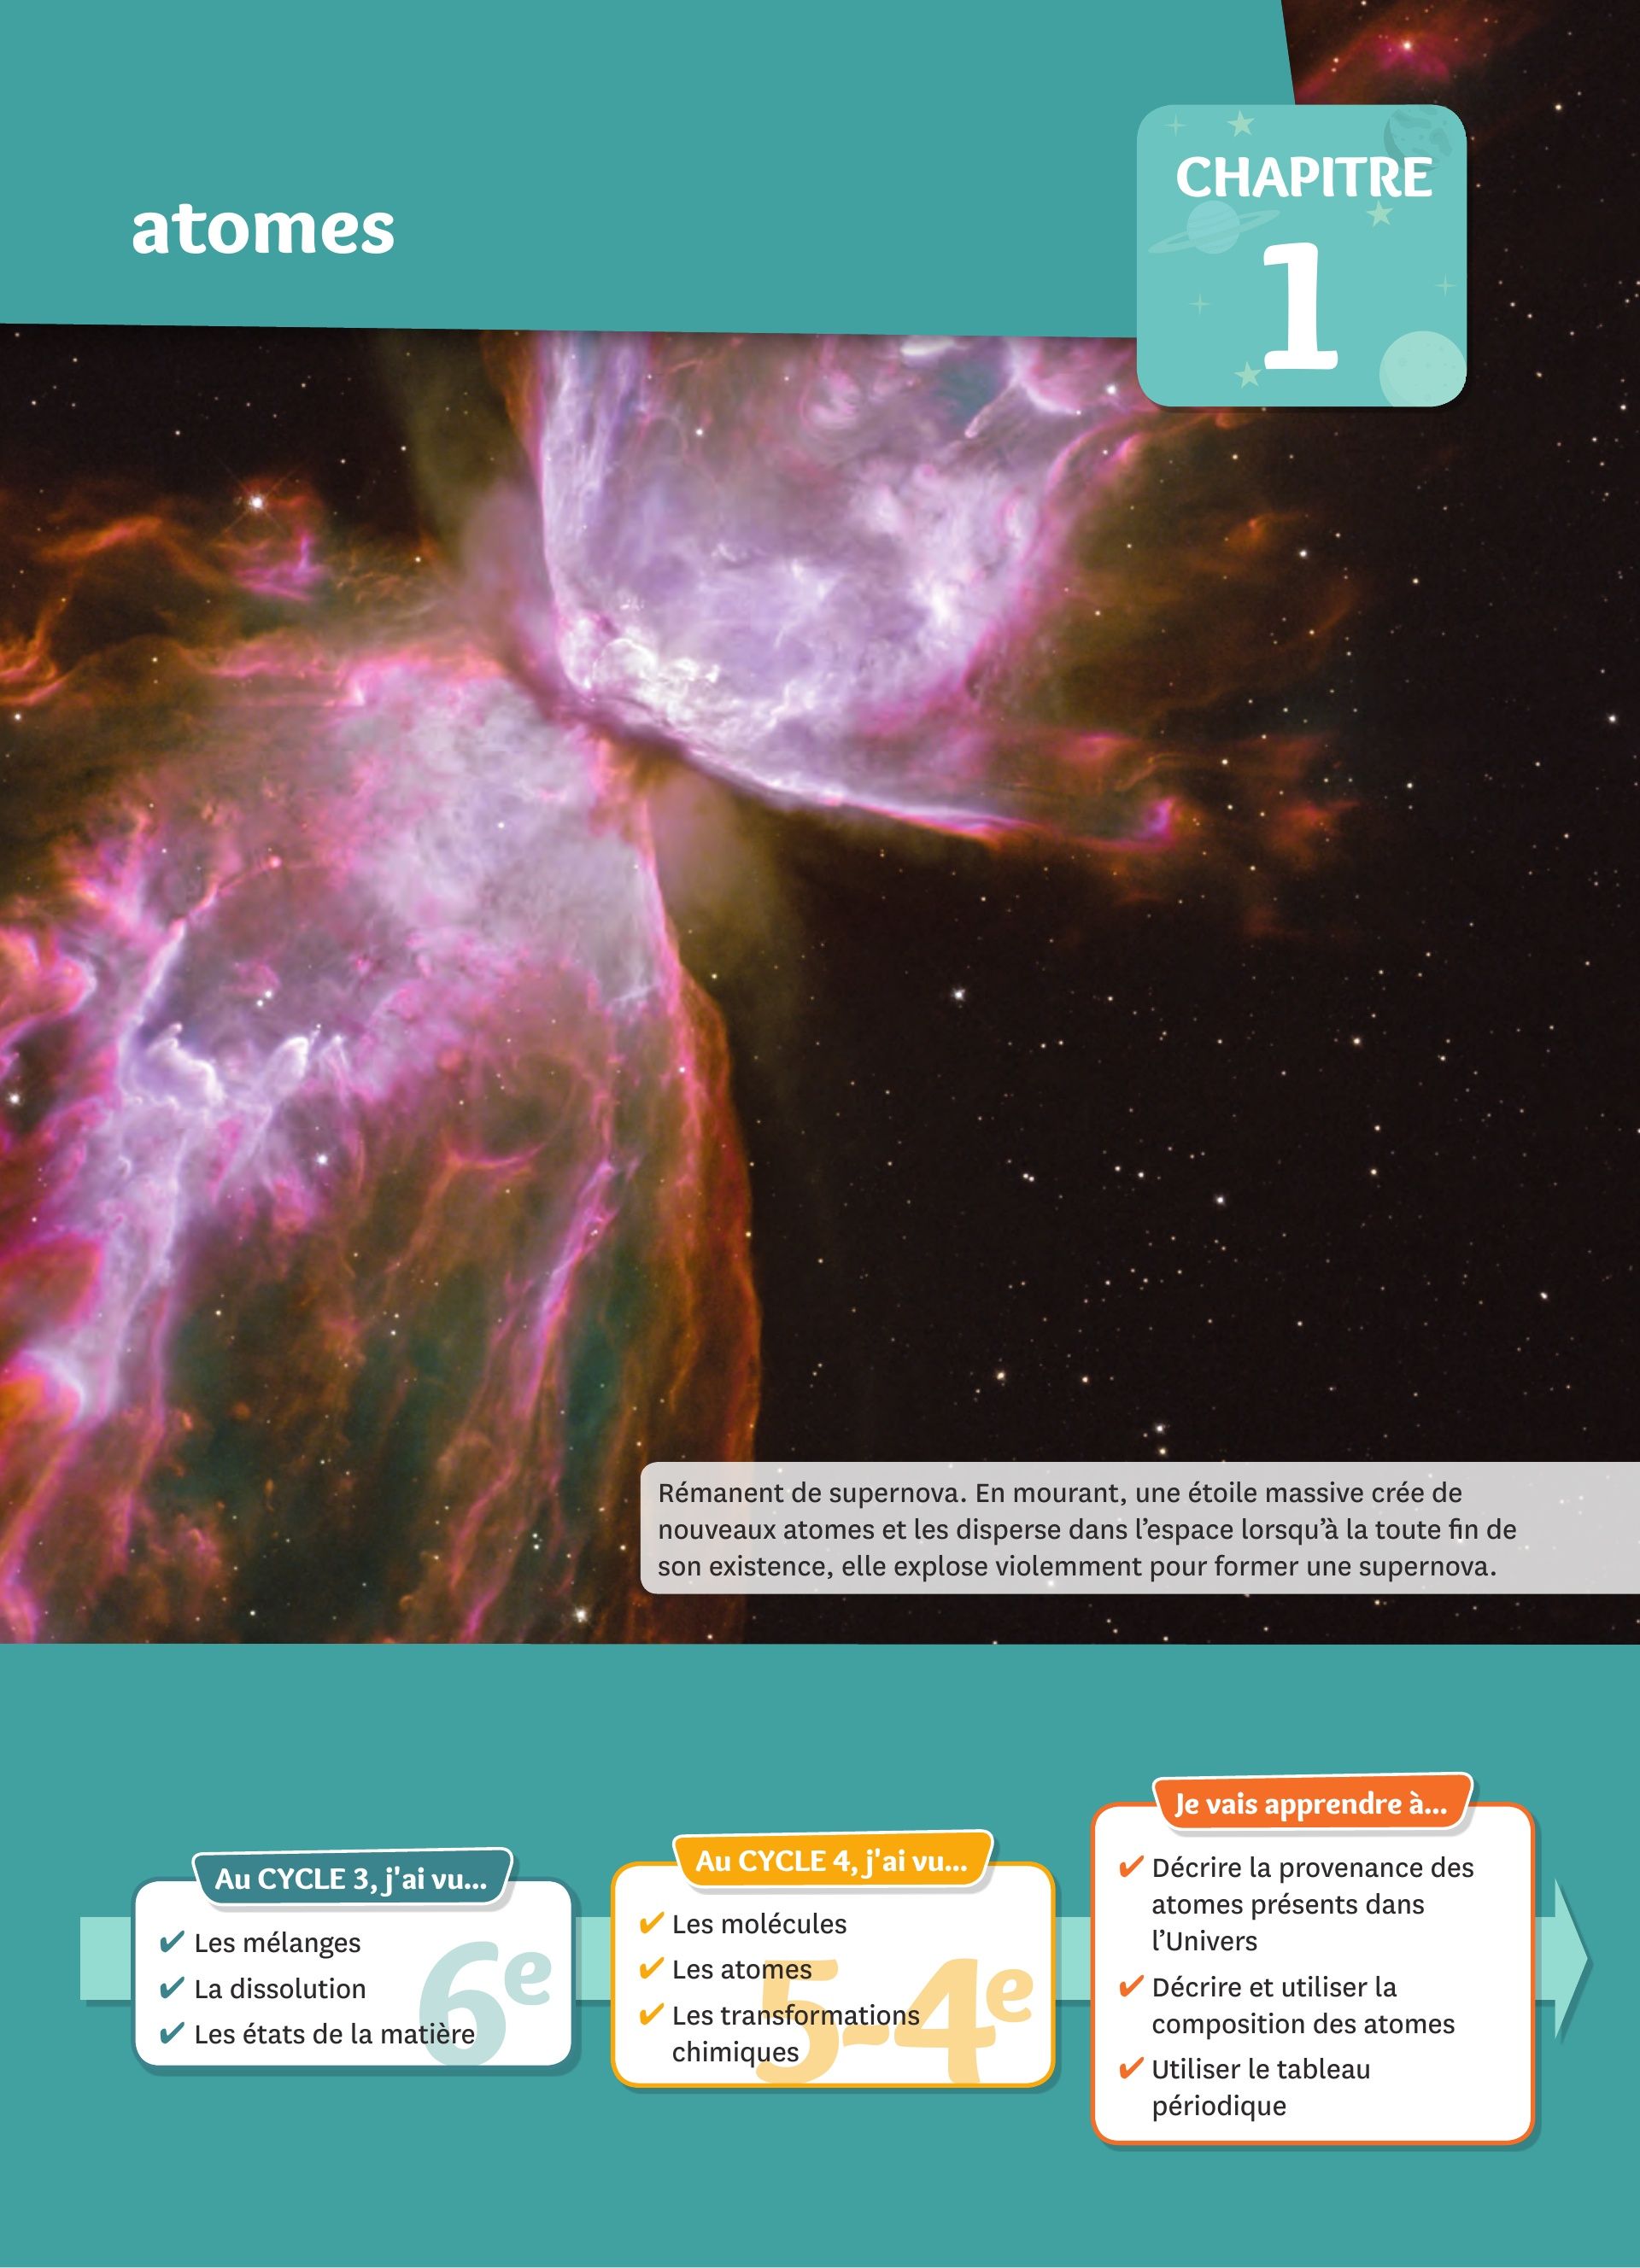 CHAPITRE
1
atomes
Rémanent de supernova. En mourant, une étoile massive crée de
nouveaux atomes et les disperse dans l’espace lorsqu’à la toute fin de
son existence, elle explose violemment pour former une supernova.
Au CYCLE 3, j'ai vu...
✔ Les mélanges
✔ La dissolution
✔ Les états de la matière
6e
Au CYCLE 4, j'ai vu...
✔ Les molécules
✔ Les atomes
✔ Les transformations
chimiques
5-4e
Je vais apprendre à...
✔ Décrire la provenance des
atomes présents dans
l’Univers
✔ Décrire et utiliser la
composition des atomes
✔ Utiliser le tableau
périodique